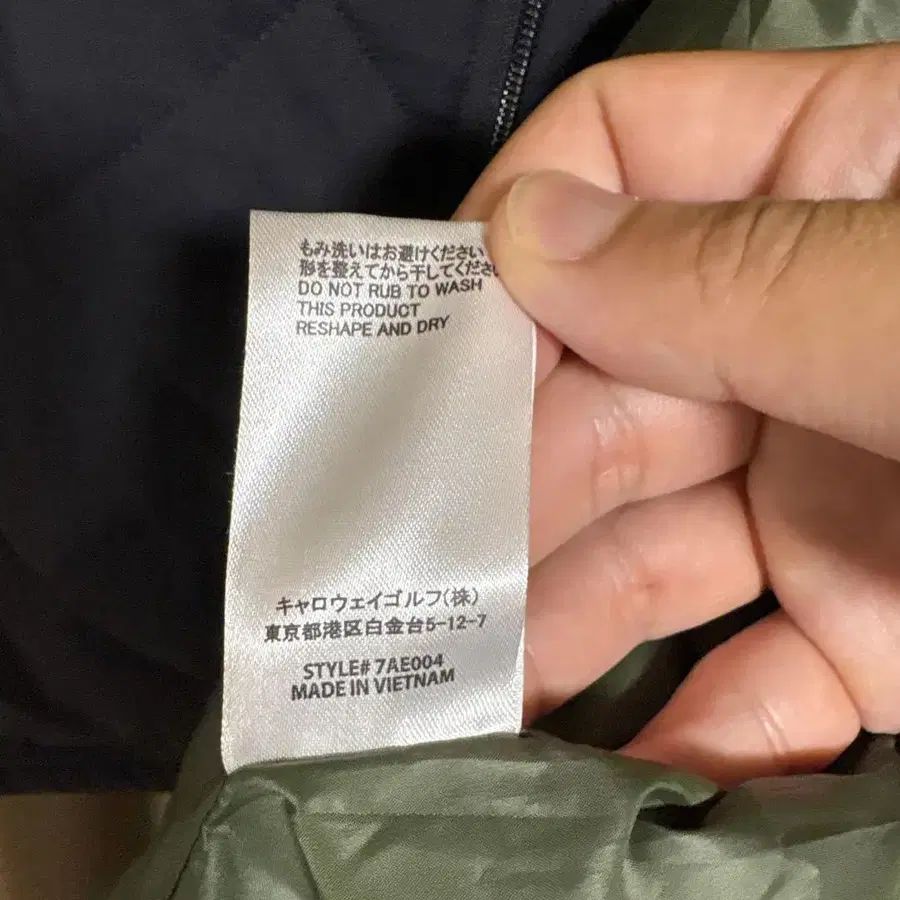 もみ洗いはお避けください
形を整えてから干してくださ
DO NOT RUB TO WASH
THIS PRODUCT
RESHAPE AND DRY
キャロウェイゴルフ(株)
東京都港区白金台5-12-7
STYLE# 7AE004
MADE IN VIETNAM